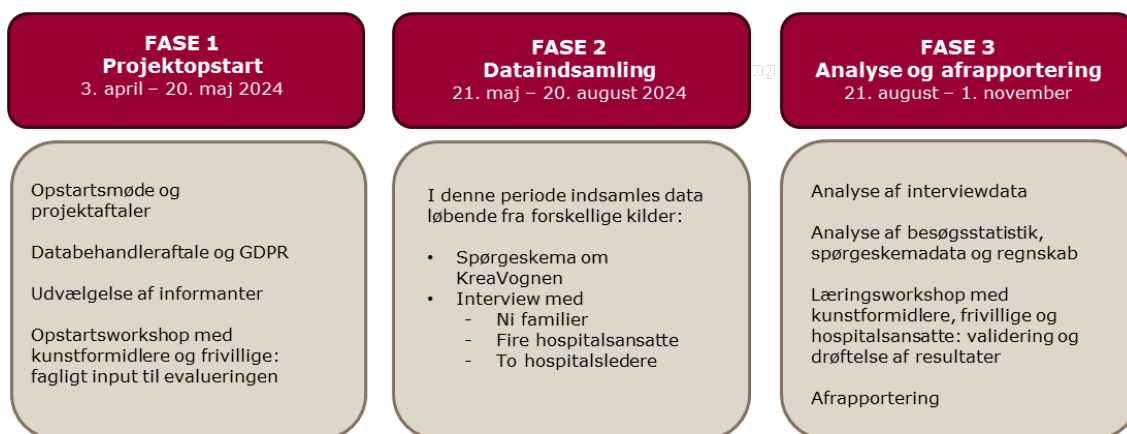 FASE 1
Projektopstart
3. april – 20. maj 2024
Opstartsmøde og
projektaftaler
Databehandleraftale og GDPR
Udvælgelse af informanter
Opstartsworkshop med
kunstformidlere og frivillige:
fagligt input til evalueringen
FASE 2
Dataindsamling
21. maj – 20. august 2024
I denne periode indsamles data
løbende fra forskellige kilder:
• Spørgeskema om
KreaVognen
• Interview med
- Ni familier
- Fire hospitalsansatte
- To hospitalsledere
FASE 3
Analyse og afrapportering
21. august – 1. november
Analyse af interviewdata
Analyse af besøgsstatistik,
spørgeskemadata og regnskab
Læringsworkshop med
kunstformidlere, frivillige og
hospitalsansatte: validering og
drøftelse af resultater
Afrapportering